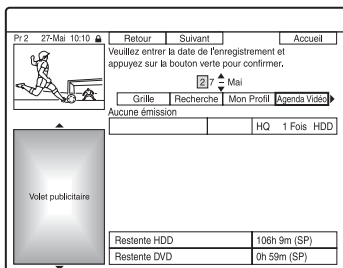 Pr 2 27-Mai 10:10
Retour Suivant Accueil
Veuillez entrer la date de l'enregistrement et
appuyez sur la bouton verte pour confirmer.
27 Mai
Grille Recherche Mon Profil Agenda Vidéo
Aucune émission
HQ 1 Fois HDD
Volet publicitaire
Restente HDD 106h 9m (SP)
Restente DVD 0h 59m (SP)